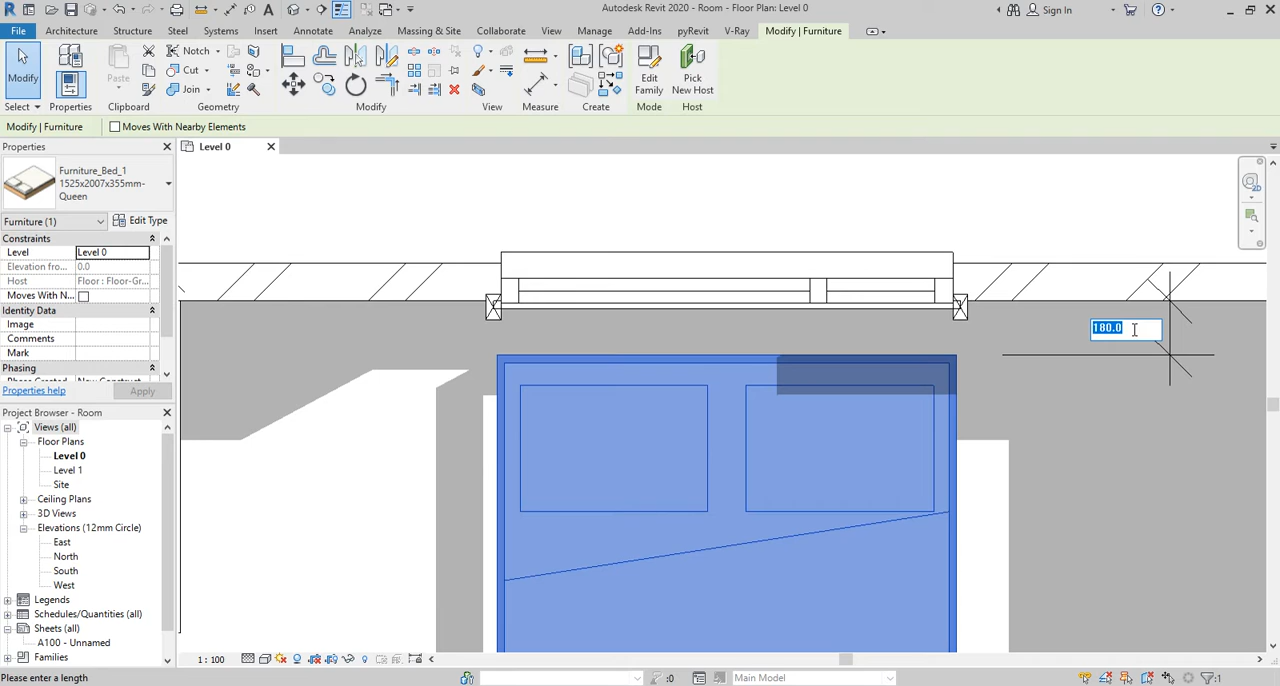 Autodesk Revit 2020 - Room - Floor Plan: Level 0
Sign In
File Architecture Structure Steel Systems Insert Annotate Analyze Massing & Site Collaborate View Manage Add-Ins pyRevit V-Ray Modify | Furniture
Modify
Paste
Notch
Cut
Join
Edit Family
Pick New Host
Select Properties Clipboard Geometry Modify View Measure Create Mode Host
Modify | Furniture Moves With Nearby Elements
Properties
Level 0
Furniture_Bed_1
1525x2007x355mm-
Queen
Furniture (1) Edit Type
Constraints
Level Level 0
Elevation fro... 0.0
Host Floor : Floor-Gr...
Moves With N...
Identity Data
Image
Comments
Mark
Phasing
Phase Created New Construct...
Properties help Apply
180.0
Project Browser - Room
Views (all)
Floor Plans
Level 0
Level 1
Site
Ceiling Plans
3D Views
Elevations (12mm Circle)
East
North
South
West
Legends
Schedules/Quantities (all)
Sheets (all)
A100 - Unnamed
Families
1 : 100
Please enter a length
:0
Main Model
:1